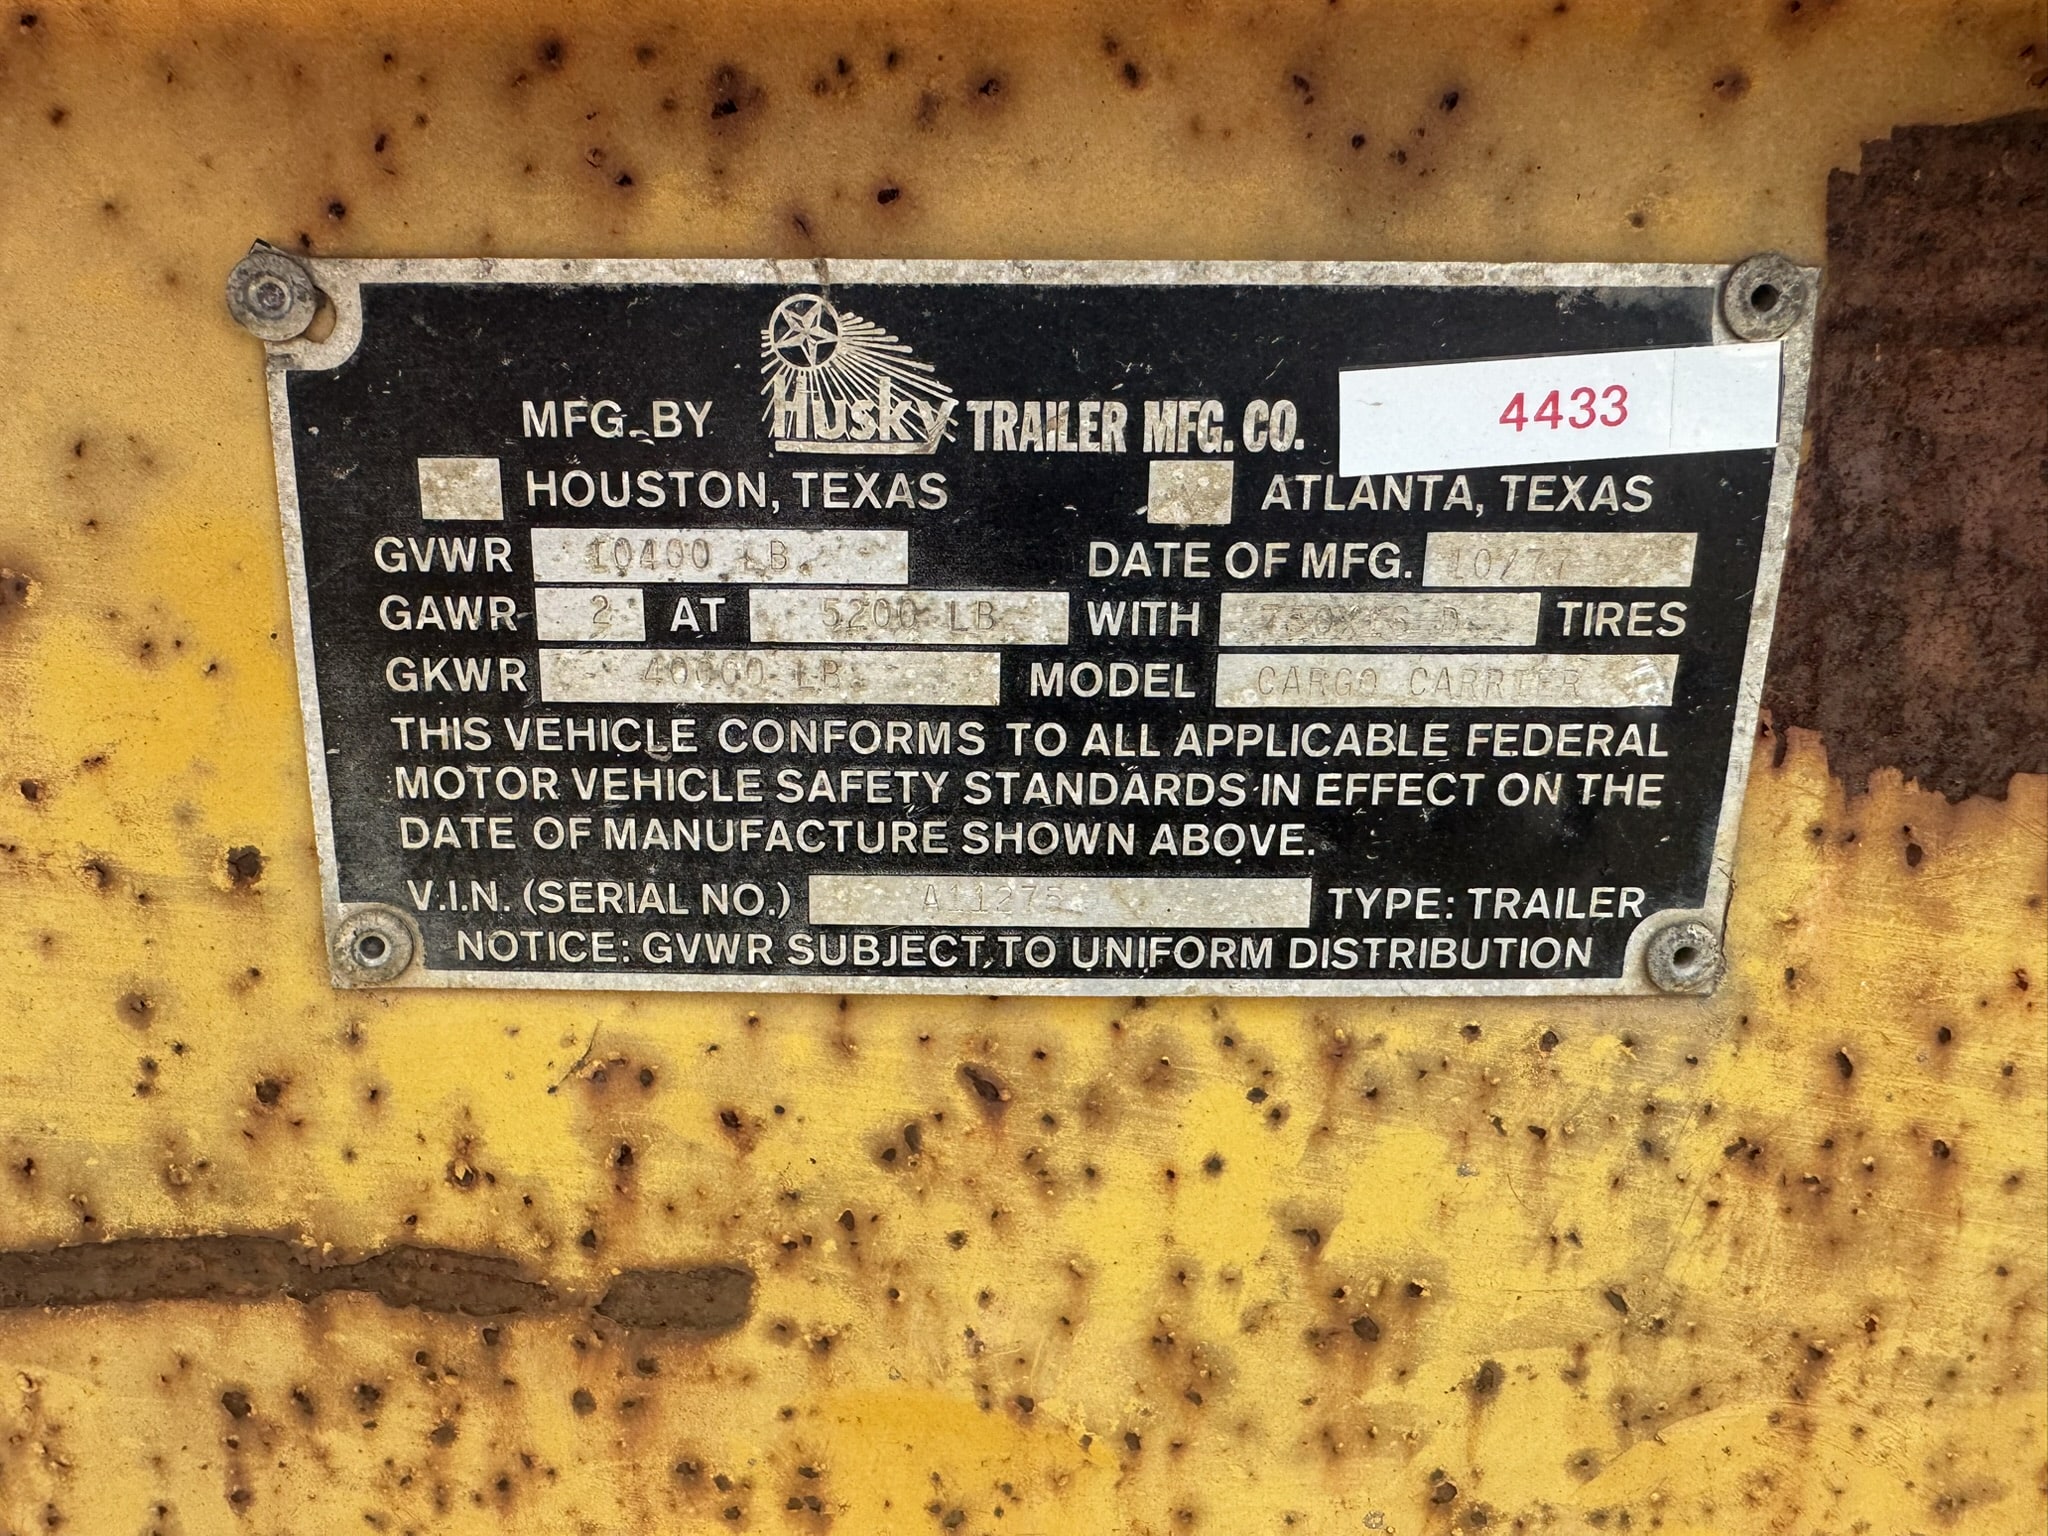 MFG. BY Husky TRAILER MFG. CO.
4433
HOUSTON, TEXAS X ATLANTA, TEXAS
GVWR 10400 LB. DATE OF MFG. 10/77
GAWR 2 AT 5200 LB WITH 750X16 D TIRES
GKWR 40000 LB MODEL CARGO CARRIER
THIS VEHICLE CONFORMS TO ALL APPLICABLE FEDERAL
MOTOR VEHICLE SAFETY STANDARDS IN EFFECT ON THE
DATE OF MANUFACTURE SHOWN ABOVE.
V.I.N. (SERIAL NO.) A11275 TYPE: TRAILER
NOTICE: GVWR SUBJECT TO UNIFORM DISTRIBUTION